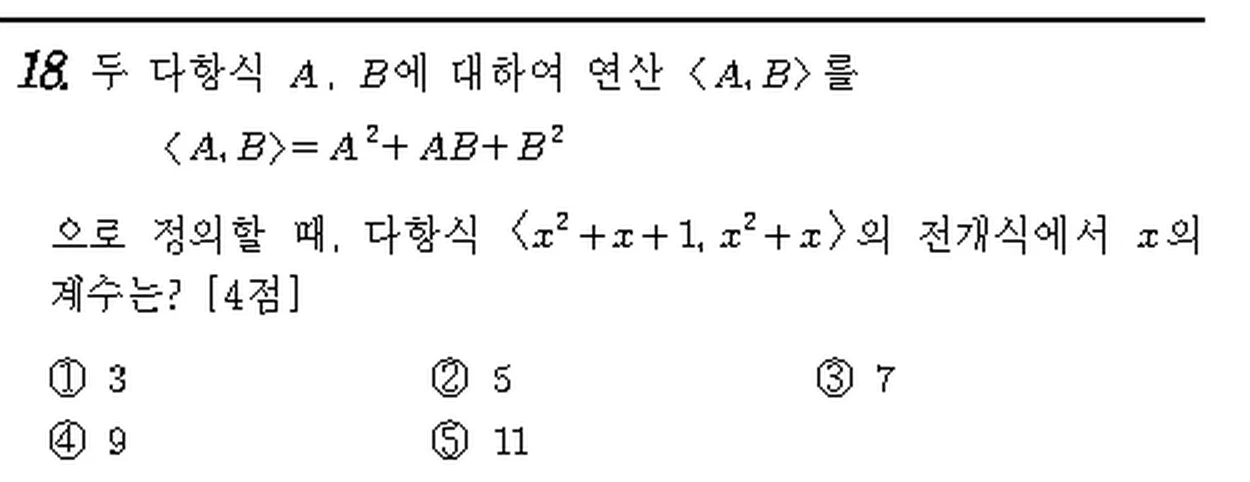 18. 두 다항식 A, B에 대하여 연산 〈A, B〉를
〈A, B〉= A²+ AB+ B²
으로 정의할 때, 다항식 〈x²+x+1, x²+x〉의 전개식에서 x의
계수는? [4점]
① 3 ② 5 ③ 7
④ 9 ⑤ 11